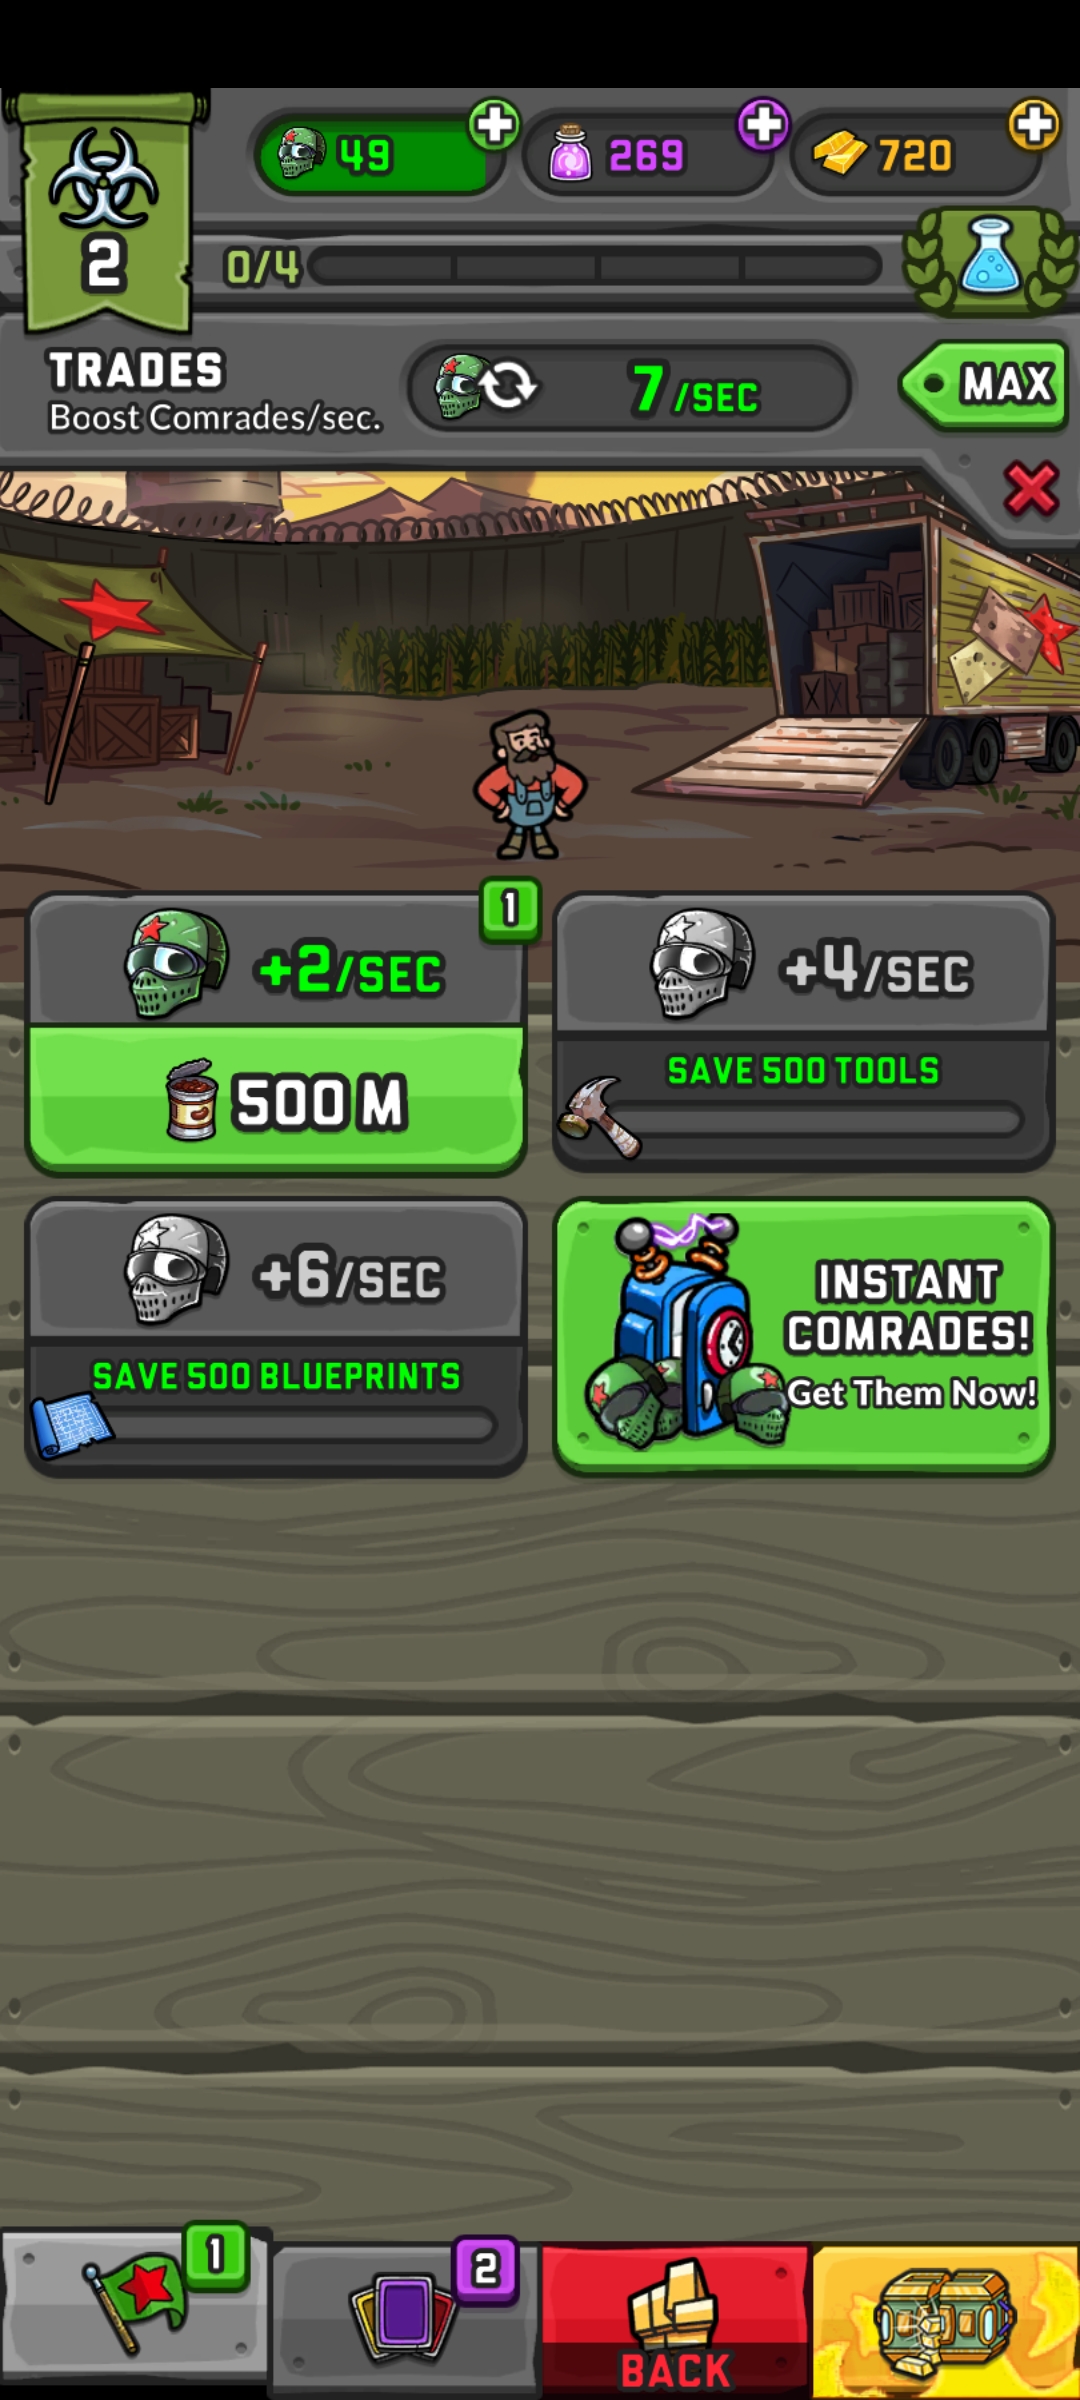 49
269
720
2
0/4
TRADES
Boost Comrades/sec.
7/SEC
MAX
1
+2/SEC
+4/SEC
500 M
SAVE 500 TOOLS
+6/SEC
SAVE 500 BLUEPRINTS
INSTANT
COMRADES!
Get Them Now!
1
2
BACK